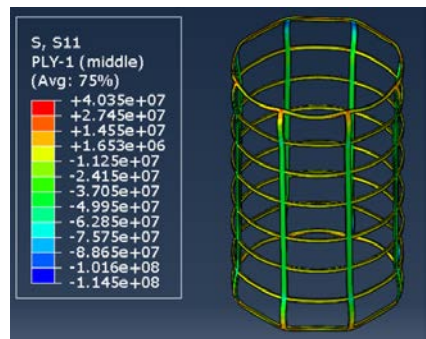 S, S11
PLY-1 (middle)
(Avg: 75%)
+4.035e+07
+2.745e+07
+1.455e+07
+1.653e+06
-1.125e+07
-2.415e+07
-3.705e+07
-4.995e+07
-6.285e+07
-7.575e+07
-8.865e+07
-1.016e+08
-1.145e+08